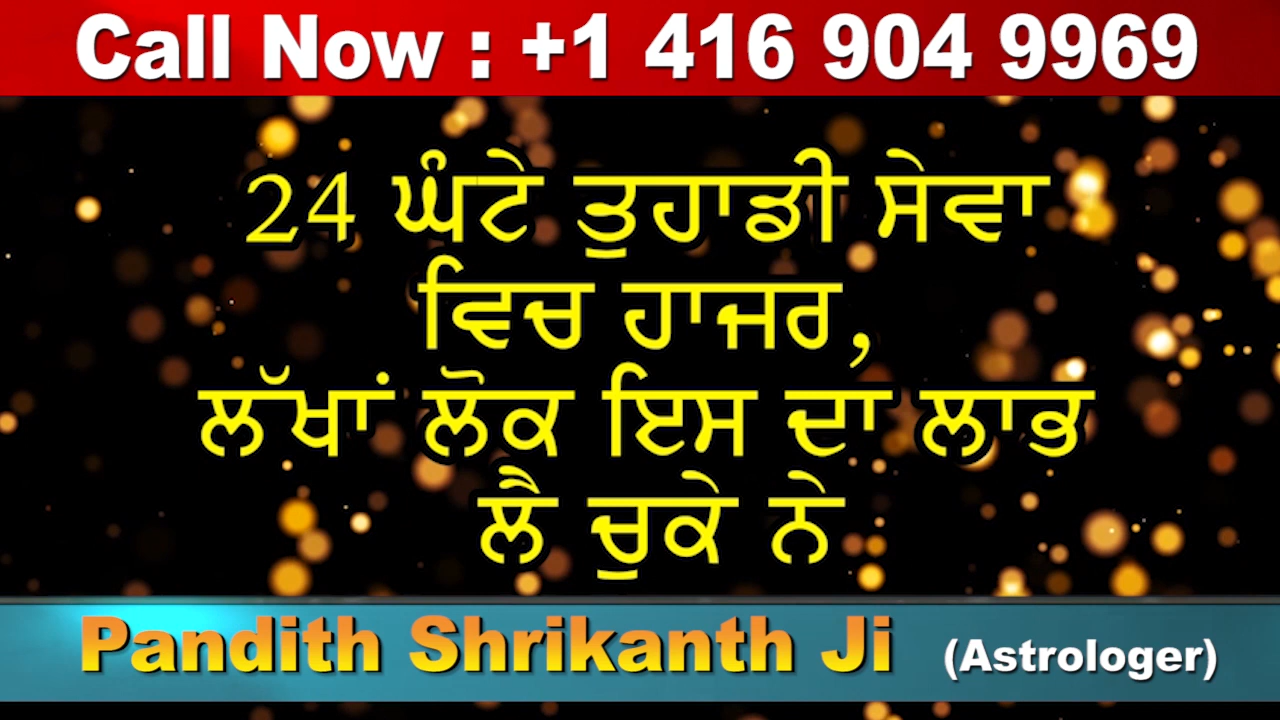 Call Now : +1 416 904 9969
24 ਘੰਟੇ ਤੁਹਾਡੀ ਸੇਵਾ
ਵਿਚ ਹਾਜਰ,
ਲੱਖਾਂ ਲੋਕ ਇਸ ਦਾ ਲਾਭ
ਲੈ ਚੁਕੇ ਨੇ
Pandith Shrikanth Ji (Astrologer)